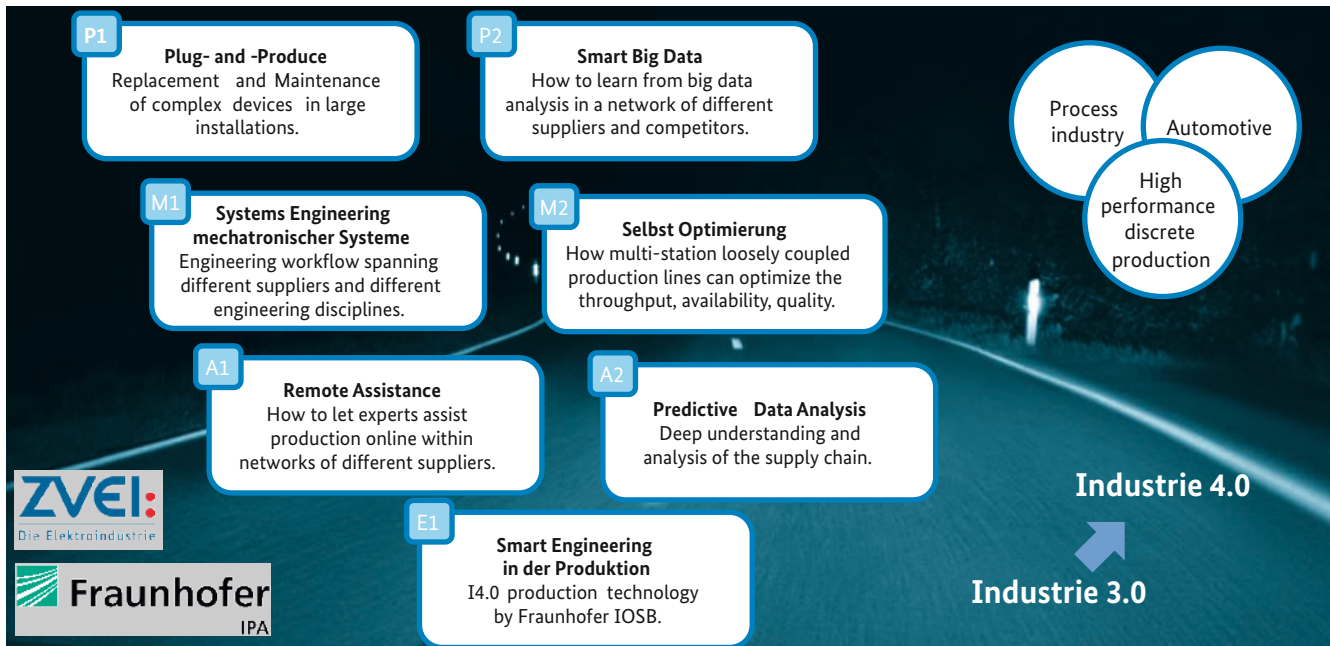 P1
Plug- and -Produce
Replacement and Maintenance
of complex devices in large
installations.
P2
Smart Big Data
How to learn from big data
analysis in a network of different
suppliers and competitors.
Process
industry
Automotive
High
performance
discrete
production
M1
Systems Engineering
mechatronischer Systeme
Engineering workflow spanning
different suppliers and different
engineering disciplines.
M2
Selbst Optimierung
How multi-station loosely coupled
production lines can optimize the
throughput, availability, quality.
A1
Remote Assistance
How to let experts assist
production online within
networks of different suppliers.
A2
Predictive Data Analysis
Deep understanding and
analysis of the supply chain.
E1
Smart Engineering
in der Produktion
I4.0 production technology
by Fraunhofer IOSB.
ZVEI:
Die Elektroindustrie
Fraunhofer
IPA
Industrie 4.0
Industrie 3.0